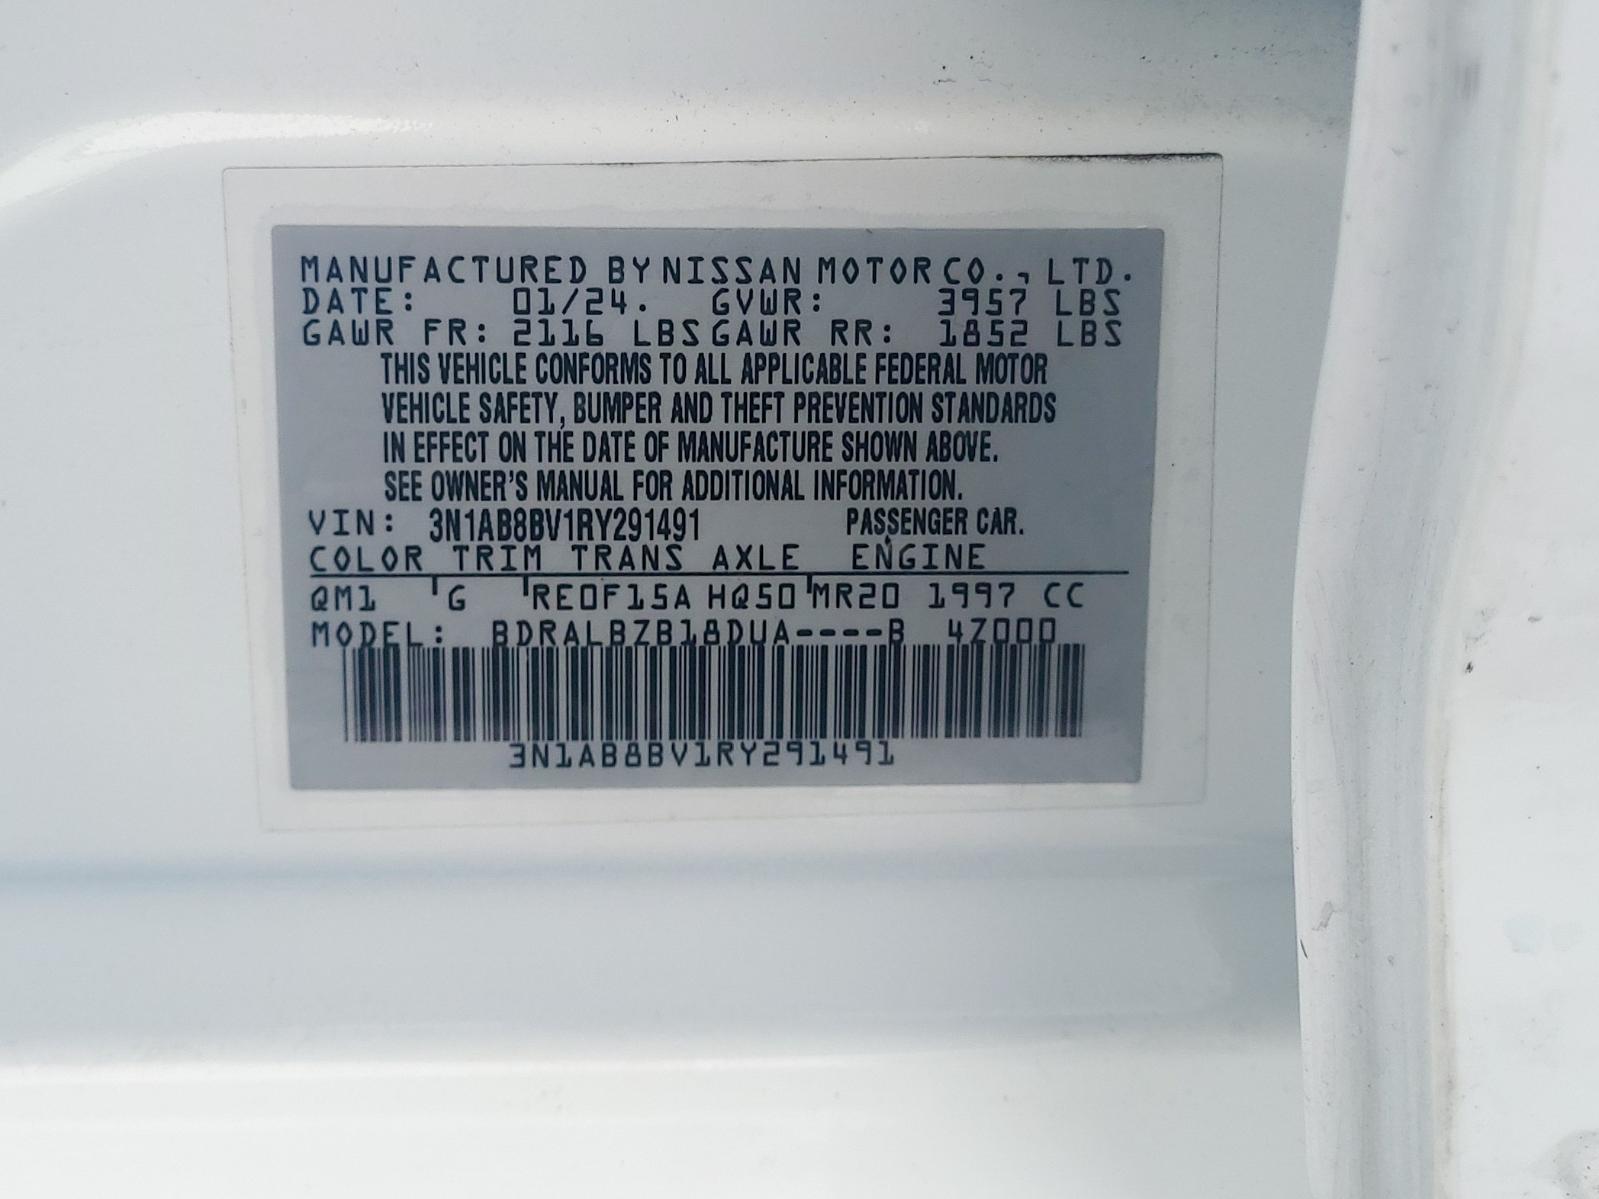 MANUFACTURED BY NISSAN MOTOR CO., LTD.
DATE: 01/24. GVWR: 3957 LBS
GAWR FR: 2116 LBS GAWR RR: 1852 LBS
THIS VEHICLE CONFORMS TO ALL APPLICABLE FEDERAL MOTOR
VEHICLE SAFETY, BUMPER AND THEFT PREVENTION STANDARDS
IN EFFECT ON THE DATE OF MANUFACTURE SHOWN ABOVE.
SEE OWNER'S MANUAL FOR ADDITIONAL INFORMATION.
VIN: 3N1AB8BV1RY291491 PASSENGER CAR.
COLOR TRIM TRANS AXLE ENGINE
QM1 G RE0F15A HQ50 MR20 1997 CC
MODEL: BDRALBZB18DUA----B 4Z000
3N1AB8BV1RY291491